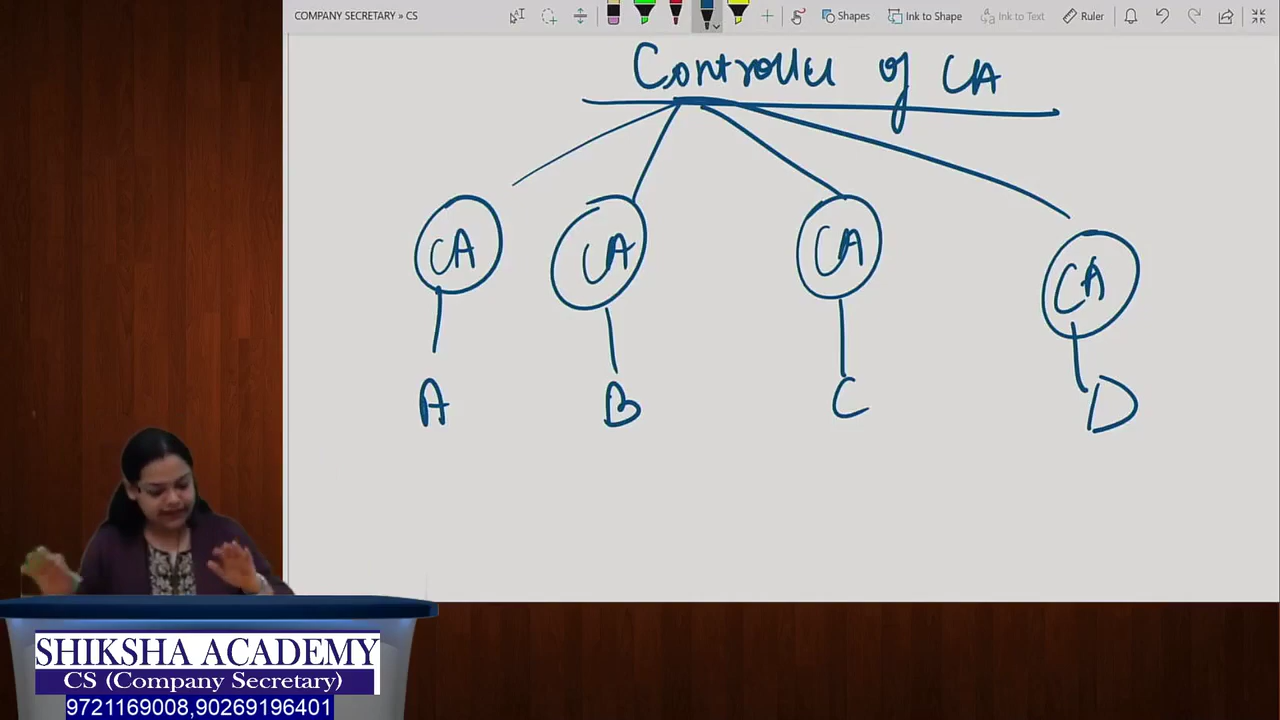 COMPANY SECRETARY » CS
Shapes Ink to Shape Ink to Text Ruler
Controller of CA
CA CA CA CA
A B C D
SHIKSHA ACADEMY
CS (Company Secretary)
9721169008,90269196401